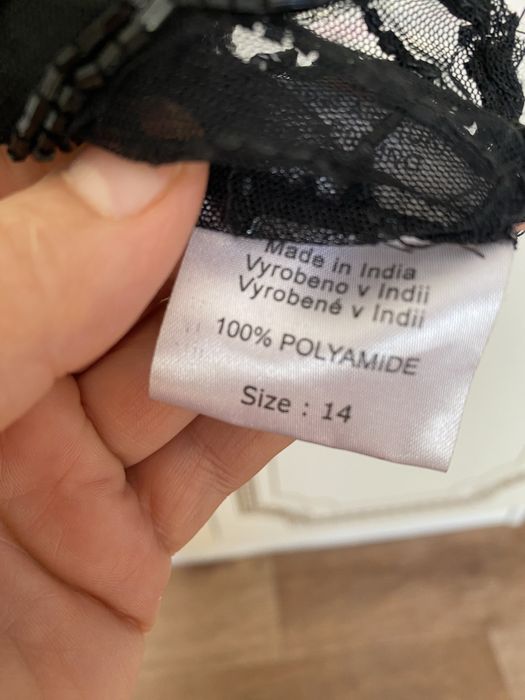 Made in India
Vyrobeno v Indii
Vyrobené v Indii
100% POLYAMIDE
Size : 14